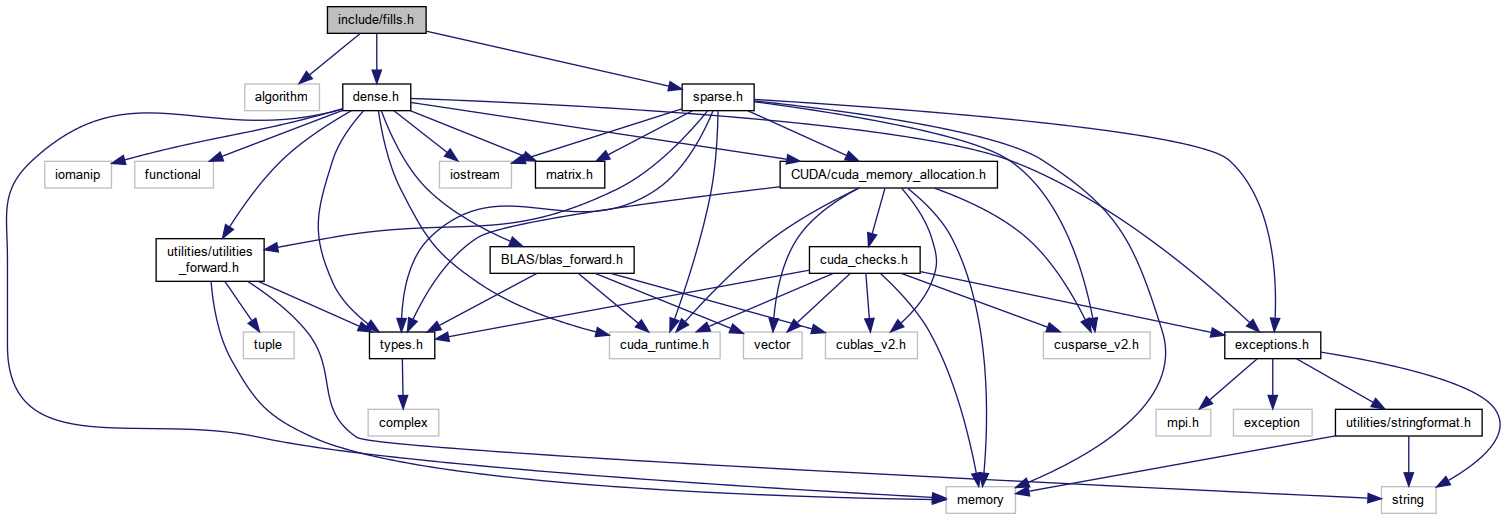 include/fills.h
algorithm
dense.h
sparse.h
iomanip
functional
iostream
matrix.h
CUDA/cuda_memory_allocation.h
utilities/utilities
_forward.h
BLAS/blas_forward.h
cuda_checks.h
tuple
types.h
cuda_runtime.h
vector
cublas_v2.h
cusparse_v2.h
exceptions.h
complex
mpi.h
exception
utilities/stringformat.h
memory
string